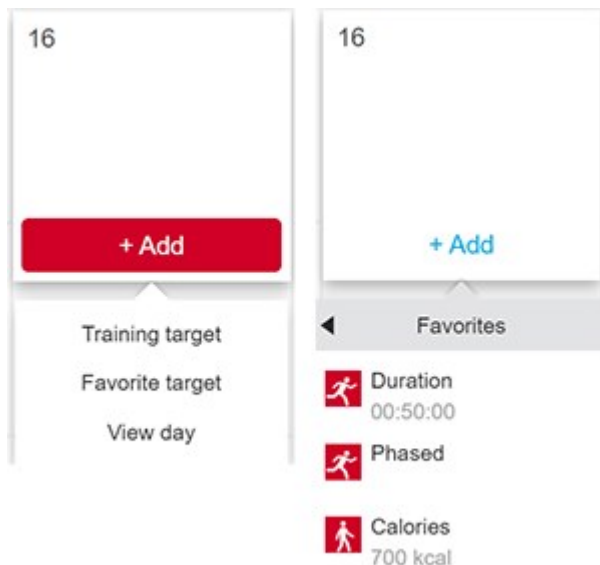 16
+ Add
Training target
Favorite target
View day
16
+ Add
Favorites
Duration
00:50:00
Phased
Calories
700 kcal